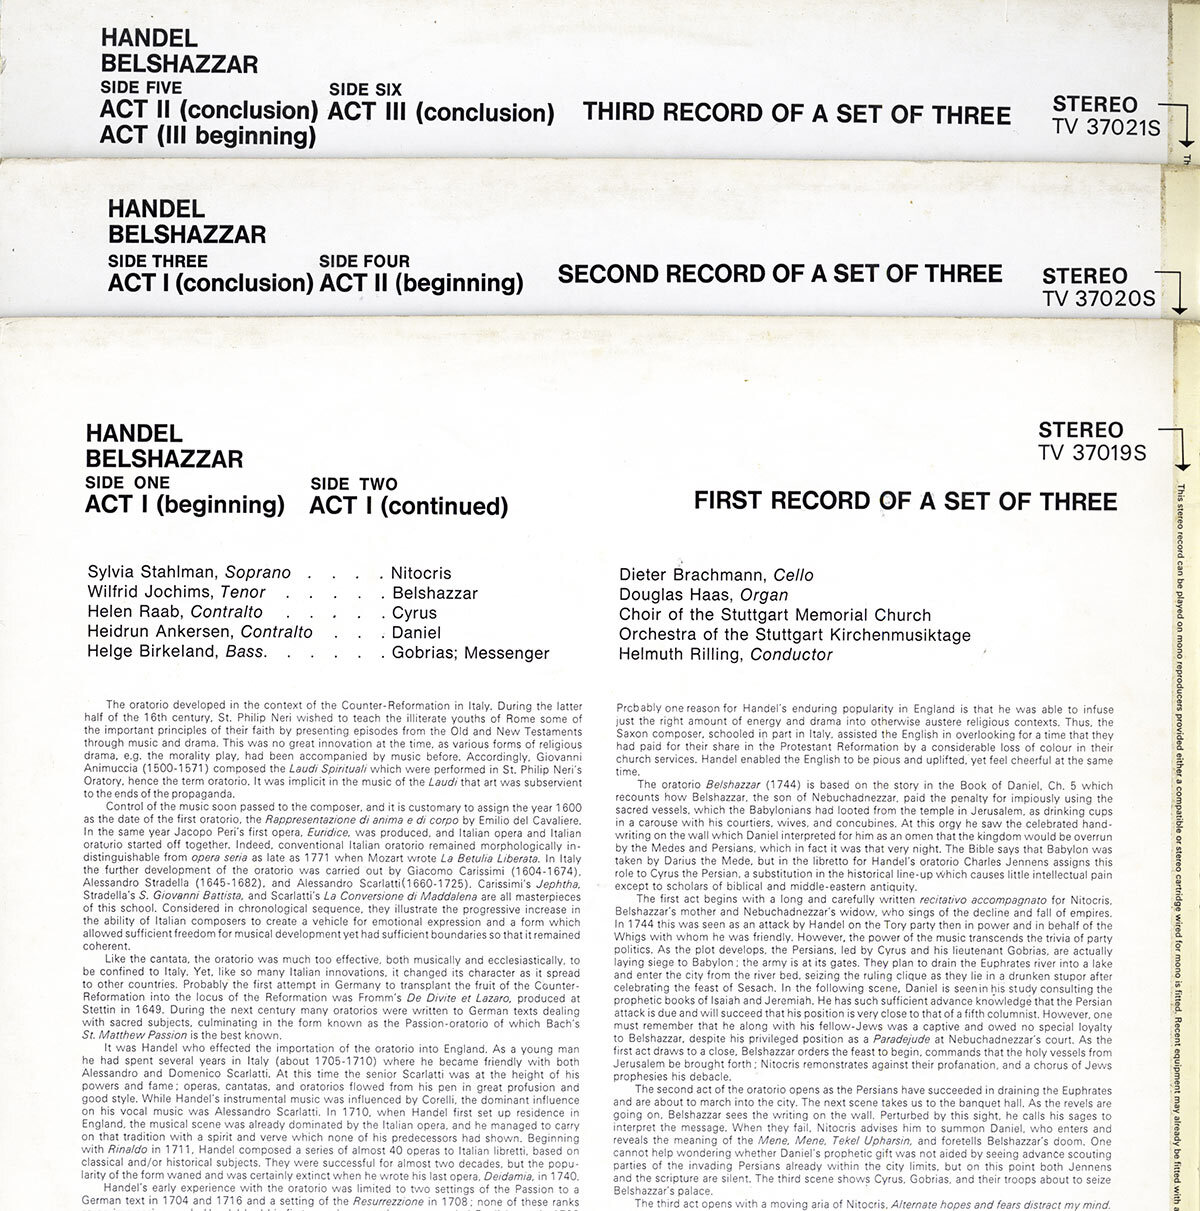 HANDEL
BELSHAZZAR
SIDE FIVE SIDE SIX
ACT II (conclusion) ACT III (conclusion)
ACT (III beginning)
THIRD RECORD OF A SET OF THREE
STEREO
TV 37021S
Th
HANDEL
BELSHAZZAR
SIDE THREE SIDE FOUR
ACT I (conclusion) ACT II (beginning)
SECOND RECORD OF A SET OF THREE
STEREO
TV 37020S
HANDEL
BELSHAZZAR
SIDE ONE SIDE TWO
ACT I (beginning) ACT I (continued)
STEREO
TV 37019S
FIRST RECORD OF A SET OF THREE
Sylvia Stahlman, Soprano . . . . Nitocris
Wilfrid Jochims, Tenor . . . . . Belshazzar
Helen Raab, Contralto . . . . . Cyrus
Heidrun Ankersen, Contralto . . . Daniel
Helge Birkeland, Bass. . . . . . Gobrias; Messenger
Dieter Brachmann, Cello
Douglas Haas, Organ
Choir of the Stuttgart Memorial Church
Orchestra of the Stuttgart Kirchenmusiktage
Helmuth Rilling, Conductor
The oratorio developed in the context of the Counter-Reformation in Italy. During the latter
half of the 16th century, St. Philip Neri wished to teach the illiterate youths of Rome some of
the important principles of their faith by presenting episodes from the Old and New Testaments
through music and drama. This was no great innovation at the time, as various forms of religious
drama, e.g. the morality play, had been accompanied by music before. Accordingly, Giovanni
Animuccia (1500-1571) composed the Laudi Spirituali which were performed in St. Philip Neri's
Oratory, hence the term oratorio. It was implicit in the music of the Laudi that art was subservient
to the ends of the propaganda.
Control of the music soon passed to the composer, and it is customary to assign the year 1600
as the date of the first oratorio, the Rappresentazione di anima e di corpo by Emilio del Cavaliere.
In the same year Jacopo Peri's first opera, Euridice, was produced, and Italian opera and Italian
oraturio started off together. Indeed, conventional Italian oratorio remained morphologically in-
distinguishable from opera seria as late as 1771 when Mozart wrote La Betulia Liberata. In Italy
the further development of the oratorio was carried out by Giacomo Carissimi (1604-1674),
Alessandro Stradella (1645-1682), and Alessandro Scarlatti(1660-1725). Carissimi's Jephtha,
Stradella's S. Giovanni Battista, and Scarlatti's La Conversione di Maddalena are all masterpieces
of this school. Considered in chronological sequence, they illustrate the progressive increase in
the ability of Italian composers to create a vehicle for emotional expression and a form which
allowed sufficient freedom for musical development yet had sufficient boundaries so that it remained
coherent.
Like the cantata, the oratorio was much too effective, both musically and ecclesiastically, to
be confined to Italy. Yet, like so many Italian innovations, it changed its character as it spread
to other countries. Probably the first attempt in Germany to transplant the fruit of the Counter-
Reformation into the locus of the Reformation was Fromm's De Divite et Lazaro, produced at
Stettin in 1649. During the next century many oratorios were written to German texts dealing
with sacred subjects, culminating in the form known as the Passion-oratorio of which Bach's
St. Matthew Passion is the best known.
It was Handel who effected the importation of the oratorio into England. As a young man
he had spent several years in Italy (about 1705-1710) where he became friendly with both
Alessandro and Domenico Scarlatti. At this time the senior Scarlatti was at the height of his
powers and fame; operas, cantatas, and oratorios flowed from his pen in great profusion and
good style. While Handel's instrumental music was influenced by Corelli, the dominant influence
on his vocal music was Alessandro Scarlatti. In 1710, when Handel first set up residence in
England, the musical scene was already dominated by the Italian opera, and he managed to carry
on that tradition with a spirit and verve which none of his predecessors had shown. Beginning
with Rinaldo in 1711, Handel composed a series of almost 40 operas to Italian libretti, based on
classical and/or historical subjects. They were successful for almost two decades, but the popu-
larity of the form waned and was certainly extinct when he wrote his last opera, Deidamia, in 1740.
Handel's early experience with the oratorio was limited to two settings of the Passion to a
German text in 1704 and 1716 and a setting of the Resurrezione in 1708; none of these ranks
Prcbably one reason for Handel's enduring popularity in England is that he was able to infuse
just the right amount of energy and drama into otherwise austere religious contexts. Thus, the
Saxon composer, schooled in part in Italy, assisted the English in overlooking for a time that they
had paid for their share in the Protestant Reformation by a considerable loss of colour in their
church services. Handel enabled the English to be pious and uplifted, yet feel cheerful at the same
time.
The oratorio Belshazzar (1744) is based on the story in the Book of Daniel, Ch. 5 which
recounts how Belshazzar, the son of Nebuchadnezzar, paid the penalty for impiously using the
sacred vessels, which the Babylonians had looted from the temple in Jerusalem, as drinking cups
in a carouse with his courtiers, wives, and concubines. At this orgy he saw the celebrated hand-
writing on the wall which Daniel interpreted for him as an omen that the kingdom would be overrun
by the Medes and Persians, which in fact it was that very night. The Bible says that Babylon was
taken by Darius the Mede, but in the libretto for Handel's oratorio Charles Jennens assigns this
role to Cyrus the Persian, a substitution in the historical line-up which causes little intellectual pain
except to scholars of biblical and middle-eastern antiquity.
The first act begins with a long and carefully written recitativo accompagnato for Nitocris,
Belshazzar's mother and Nebuchadnezzar's widow, who sings of the decline and fall of empires.
In 1744 this was seen as an attack by Handel on the Tory party then in power and in behalf of the
Whigs with whom he was friendly. However, the power of the music transcends the trivia of party
politics. As the plot develops, the Persians, led by Cyrus and his lieutenant Gobrias, are actually
laying siege to Babylon; the army is at its gates. They plan to drain the Euphrates river into a lake
and enter the city from the river bed, seizing the ruling clique as they lie in a drunken stupor after
celebrating the feast of Sesach. In the following scene, Daniel is seen in his study consulting the
prophetic books of Isaiah and Jeremiah. He has such sufficient advance knowledge that the Persian
attack is due and will succeed that his position is very close to that of a fifth columnist. However, one
must remember that he along with his fellow-Jews was a captive and owed no special loyalty
to Belshazzar, despite his privileged position as a Paradejude at Nebuchadnezzar's court. As the
first act draws to a close, Belshazzar orders the feast to begin, commands that the holy vessels from
Jerusalem be brought forth; Nitocris remonstrates against their profanation, and a chorus of Jews
prophesies his debacle.
The second act of the oratorio opens as the Persians have succeeded in draining the Euphrates
and are about to march into the city. The next scene takes us to the banquet hall. As the revels are
going on, Belshazzar sees the writing on the wall. Perturbed by this sight, he calls his sages to
interpret the message. When they fail, Nitocris advises him to summon Daniel, who enters and
reveals the meaning of the Mene, Mene, Tekel Upharsin, and foretells Belshazzar's doom. One
cannot help wondering whether Daniel's prophetic gift was not aided by seeing advance scouting
parties of the invading Persians already within the city limits, but on this point both Jennens
and the scripture are silent. The third scene shows Cyrus, Gobrias, and their troops about to seize
Belshazzar's palace.
The third act opens with a moving aria of Nitocris, Alternate hopes and fears distract my mind.
This stereo record can be played on mono reproducers provided either a compatible or stereo cartridge wired for mono is fitted. Recent equipment may already be fitted with a